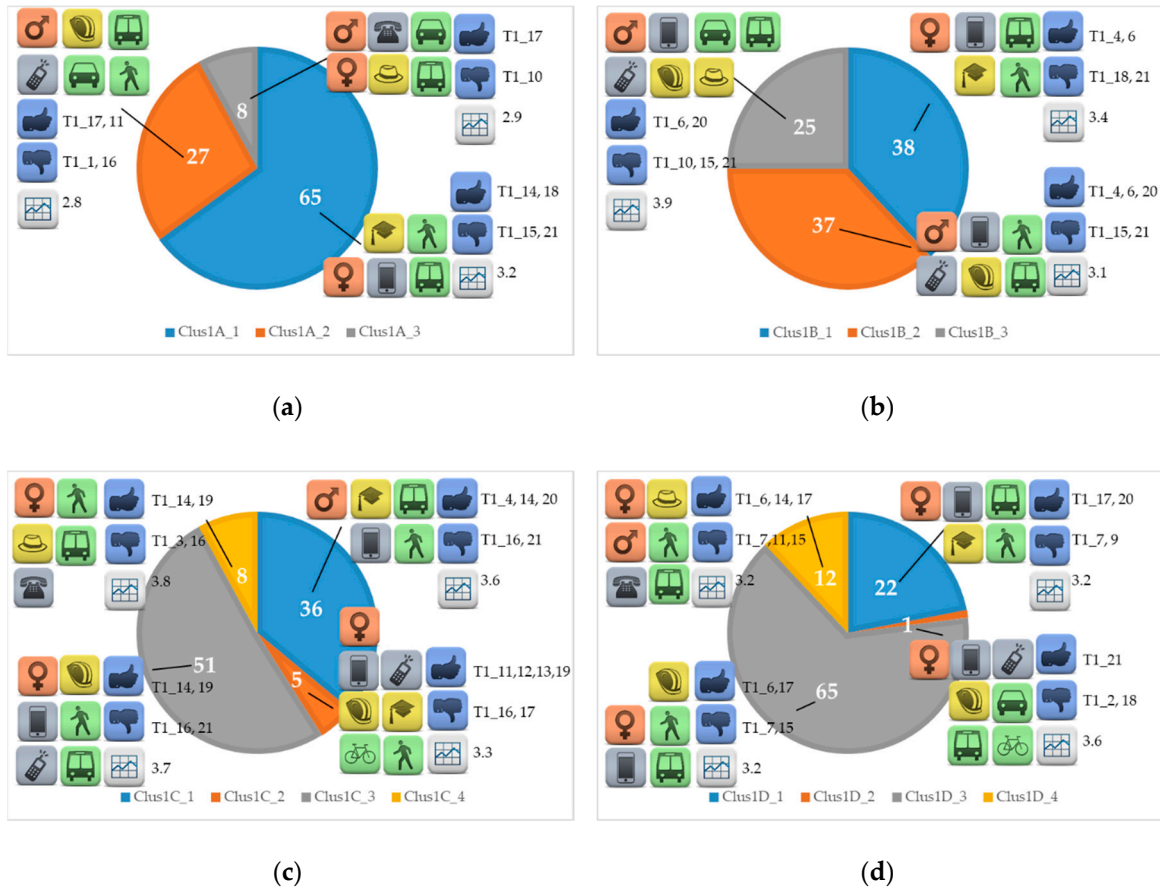 T1_17
T1_10
2.9
8
T1_17, 11
T1_1, 16
2.8
27
65
T1_14, 18
T1_15, 21
3.2
Clus1A_1 Clus1A_2 Clus1A_3
(a)
T1_4, 6
T1_18, 21
3.4
T1_6, 20
T1_10, 15, 21
3.9
25
38
37
T1_4, 6, 20
T1_15, 21
3.1
Clus1B_1 Clus1B_2 Clus1B_3
(b)
T1_14, 19
T1_3, 16
3.8
8
T1_4, 14, 20
T1_16, 21
3.6
36
51
T1_14, 19
T1_16, 21
3.7
5
T1_11,12,13,19
T1_16, 17
3.3
Clus1C_1 Clus1C_2 Clus1C_3 Clus1C_4
(c)
T1_6, 14, 17
T1_7,11,15
3.2
12
T1_17, 20
T1_7, 9
3.2
22
1
T1_21
T1_2, 18
3.6
65
T1_6,17
T1_7,15
3.2
Clus1D_1 Clus1D_2 Clus1D_3 Clus1D_4
(d)